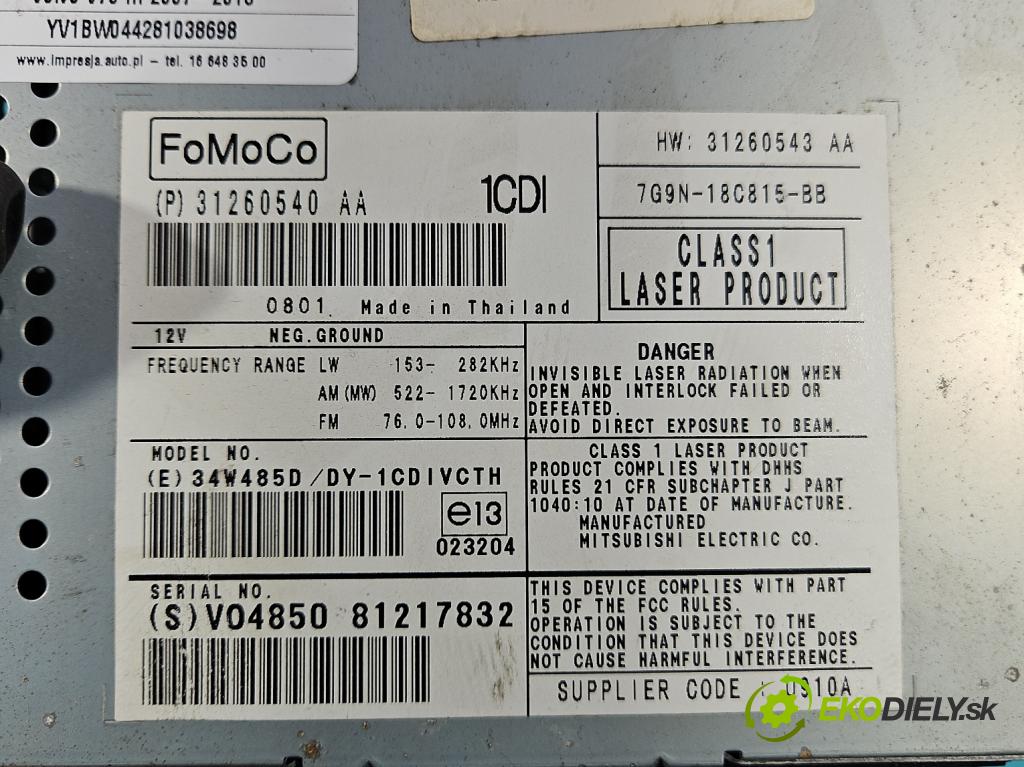 YV1BW044281038698
www.impresja.auto.pl - tel. 16 648 35 00
FoMoCo
(P) 31260540 AA
1CDI
0801. Made in Thailand
HW: 31260543 AA
7G9N-18C815-BB
CLASS1
LASER PRODUCT
12V NEG.GROUND
FREQUENCY RANGE LW 153- 282KHz
AM(MW) 522- 1720KHz
FM 76.0-108.0MHz
DANGER
INVISIBLE LASER RADIATION WHEN
OPEN AND INTERLOCK FAILED OR
DEFEATED.
AVOID DIRECT EXPOSURE TO BEAM.
MODEL NO.
(E) 34W485D/DY-1CDIVCTH
e13
023204
CLASS 1 LASER PRODUCT
PRODUCT COMPLIES WITH DHHS
RULES 21 CFR SUBCHAPTER J PART
1040:10 AT DATE OF MANUFACTURE.
MANUFACTURED
MITSUBISHI ELECTRIC CO.
SERIAL NO.
(S)VO4850 81217832
THIS DEVICE COMPLIES WITH PART
15 OF THE FCC RULES.
OPERATION IS SUBJECT TO THE
CONDITION THAT THIS DEVICE DOES
NOT CAUSE HARMFUL INTERFERENCE.
SUPPLIER CODE : U910A
EKODIELY.sk